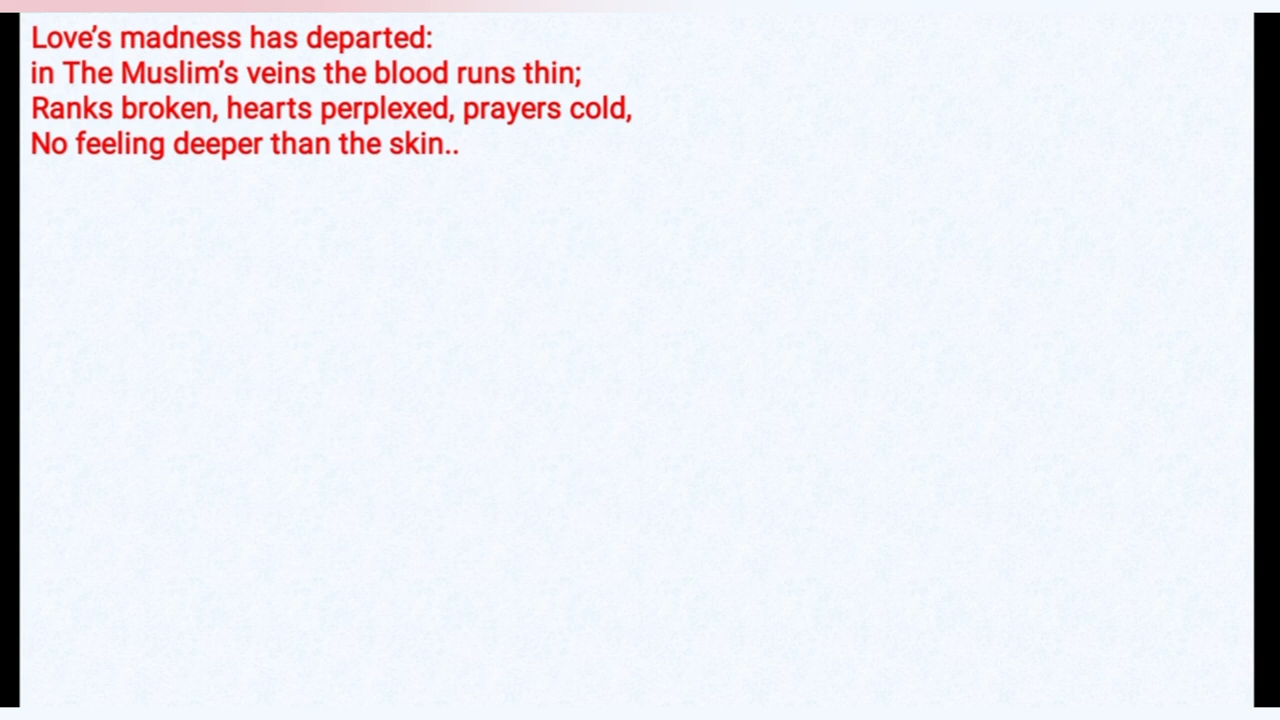 Love’s madness has departed:
in The Muslim’s veins the blood runs thin;
Ranks broken, hearts perplexed, prayers cold,
No feeling deeper than the skin..